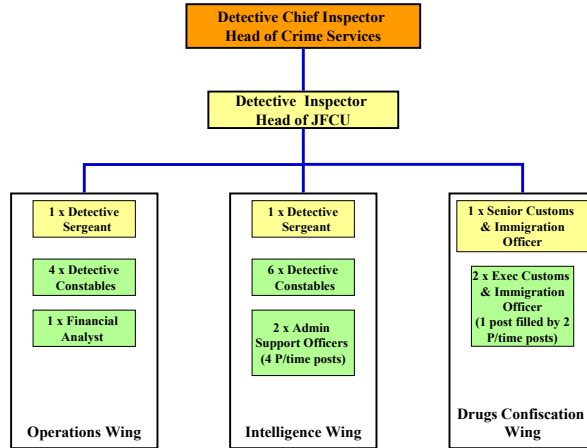 Detective Chief Inspector
Head of Crime Services
Detective Inspector
Head of JFCU
1 x Detective
Sergeant
4 x Detective
Constables
1 x Financial
Analyst
Operations Wing
1 x Detective
Sergeant
6 x Detective
Constables
2 x Admin
Support Officers
(4 P/time posts)
Intelligence Wing
1 x Senior Customs
& Immigration
Officer
2 x Exec Customs
& Immigration
Officer
(1 post filled by 2
P/time posts)
Drugs Confiscation
Wing